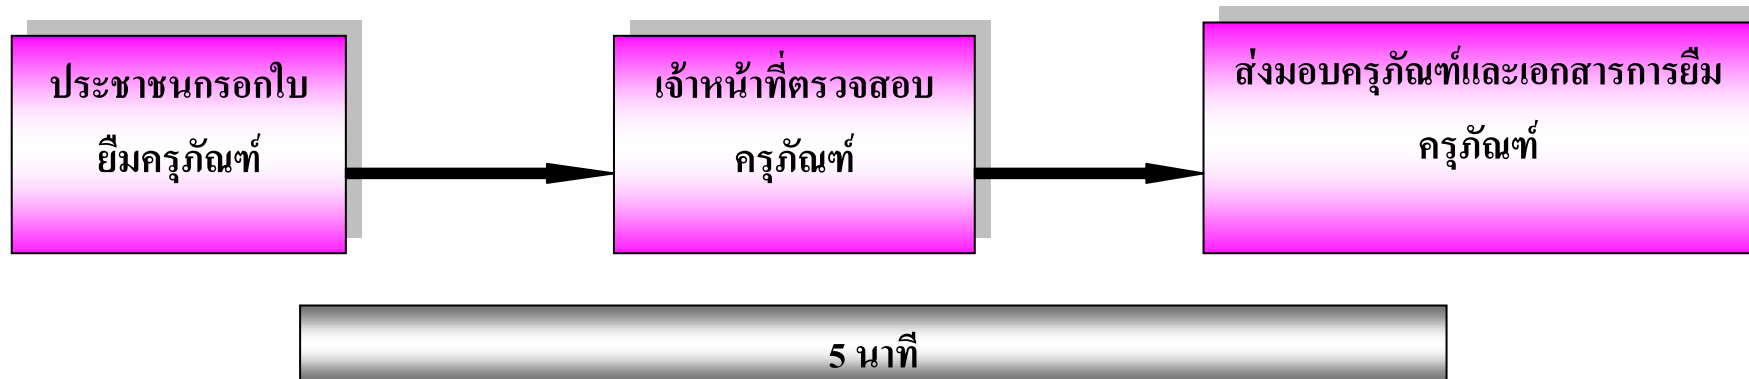 ประชาชนกรอกใบ
ยืมครุภัณฑ์
เจ้าหน้าที่ตรวจสอบ
ครุภัณฑ์
ส่งมอบครุภัณฑ์และเอกสารการยืม
ครุภัณฑ์
5 นาที